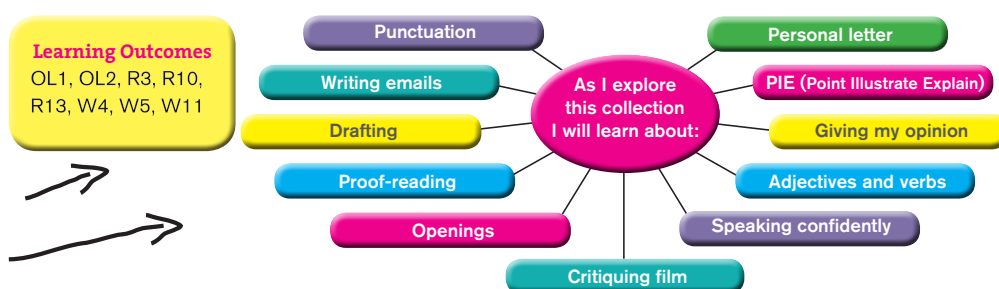 Learning Outcomes
OL1, OL2, R3, R10,
R13, W4, W5, W11
As I explore
this collection
I will learn about:
Punctuation
Writing emails
Drafting
Proof-reading
Openings
Critiquing film
Personal letter
PIE (Point Illustrate Explain)
Giving my opinion
Adjectives and verbs
Speaking confidently